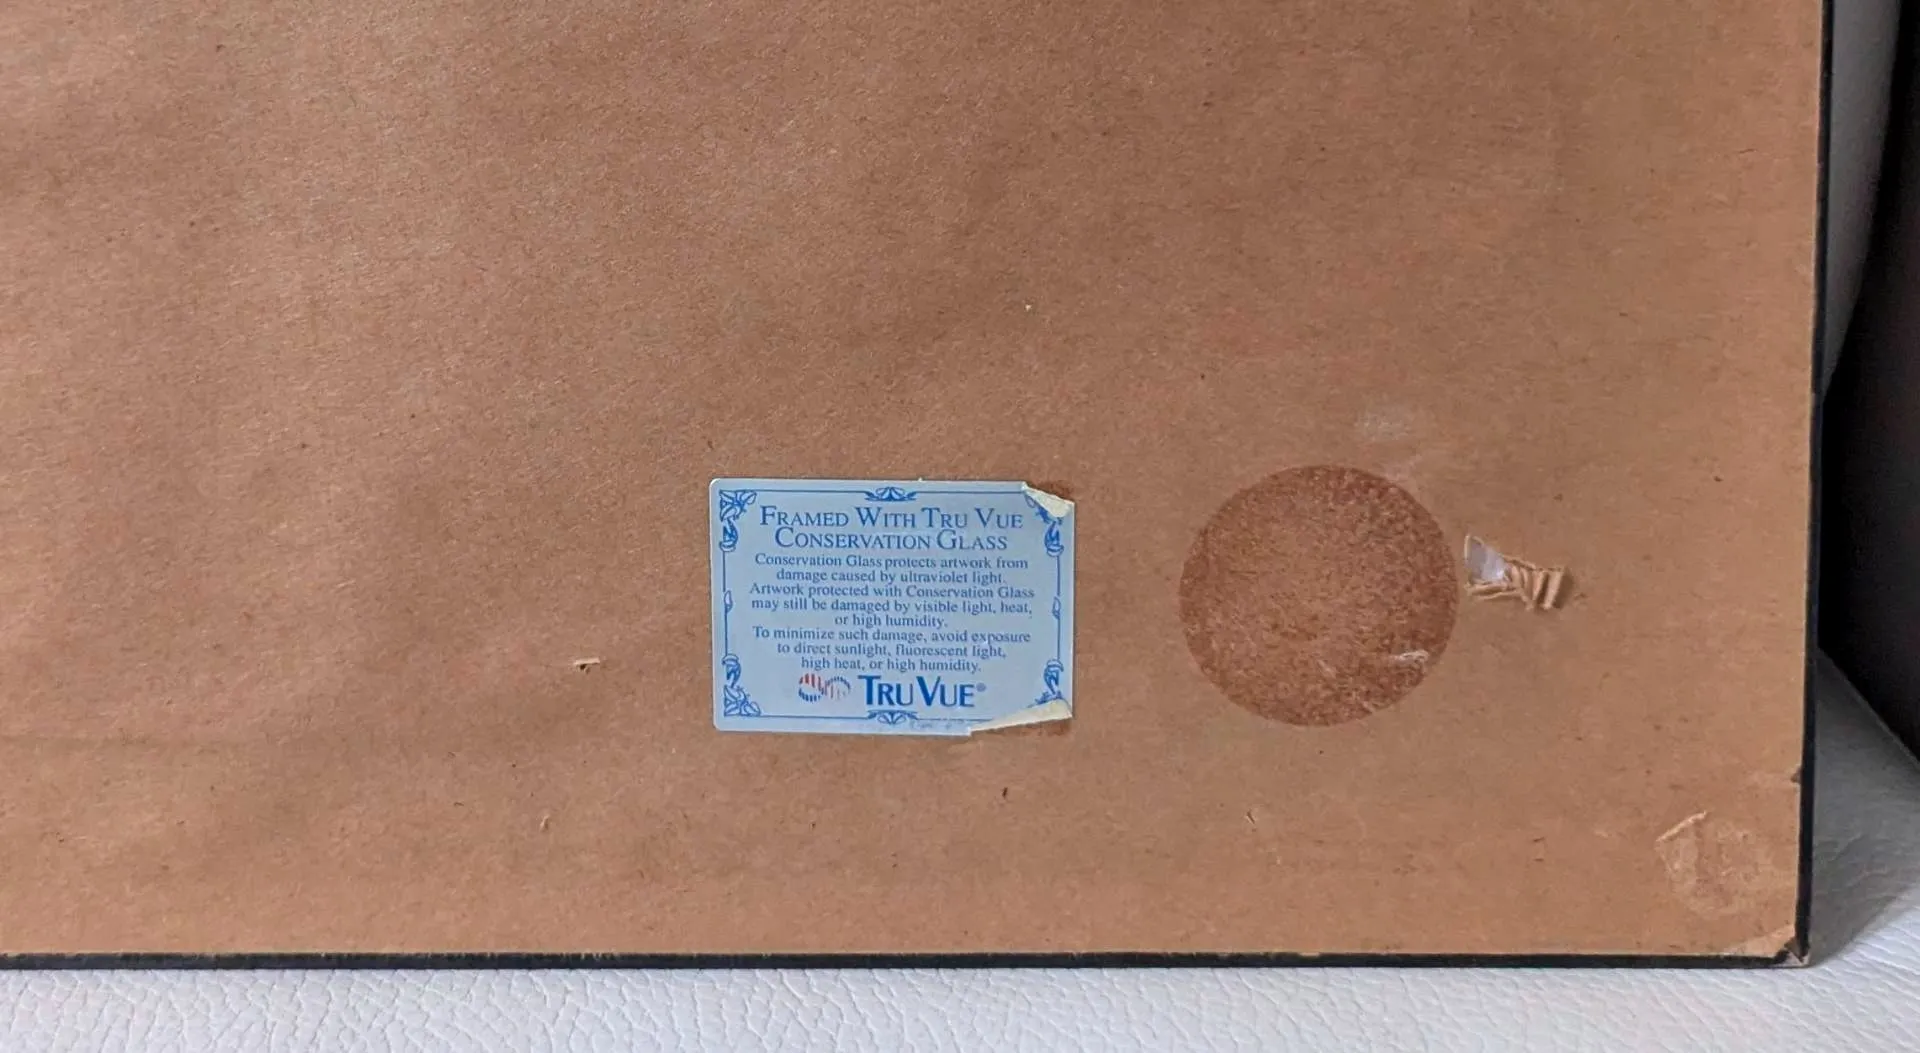 FRAMED WITH TRU VUE
CONSERVATION GLASS
Conservation Glass protects artwork from
damage caused by ultraviolet light.
Artwork protected with Conservation Glass
may still be damaged by visible light, heat,
or high humidity.
To minimize such damage, avoid exposure
to direct sunlight, fluorescent light,
high heat, or high humidity.
TRU VUE®